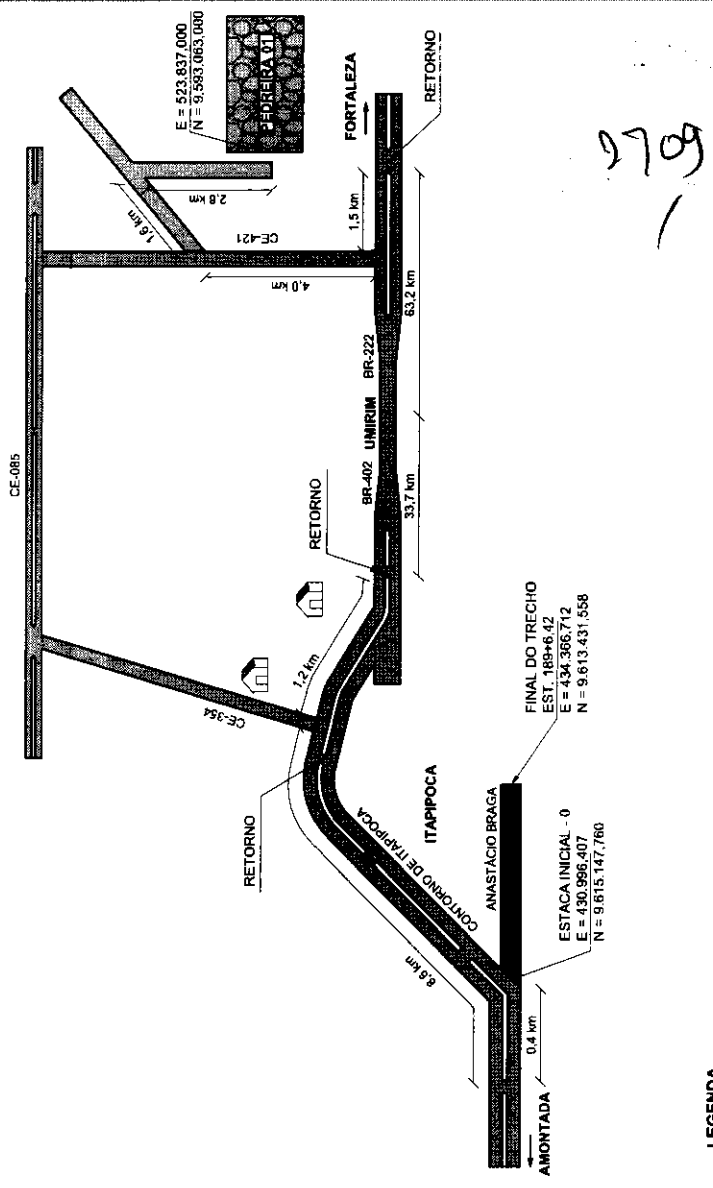 CE-085
E = 523.837,000
N = 9.593.063,000
PEDREIRA 01
FORTALEZA
RETORNO
1,6 km
2,8 km
CE-421
4,0 km
1,5 km
63,2 km
BR-222
UMIRIM
BR-402
33,7 km
RETORNO
1,2 km
CE-354
RETORNO
ITAPIPOCA
CONTORNO DE ITAPIPOCA
8,6 km
ANASTÁCIO BRAGA
FINAL DO TRECHO
EST. 189+6,42
E = 434.366,712
N = 9.613.431,558
ESTACA INICIAL - 0
E = 430.996,407
N = 9.615.147,760
0,4 km
AMONTADA
LEGENDA
2709